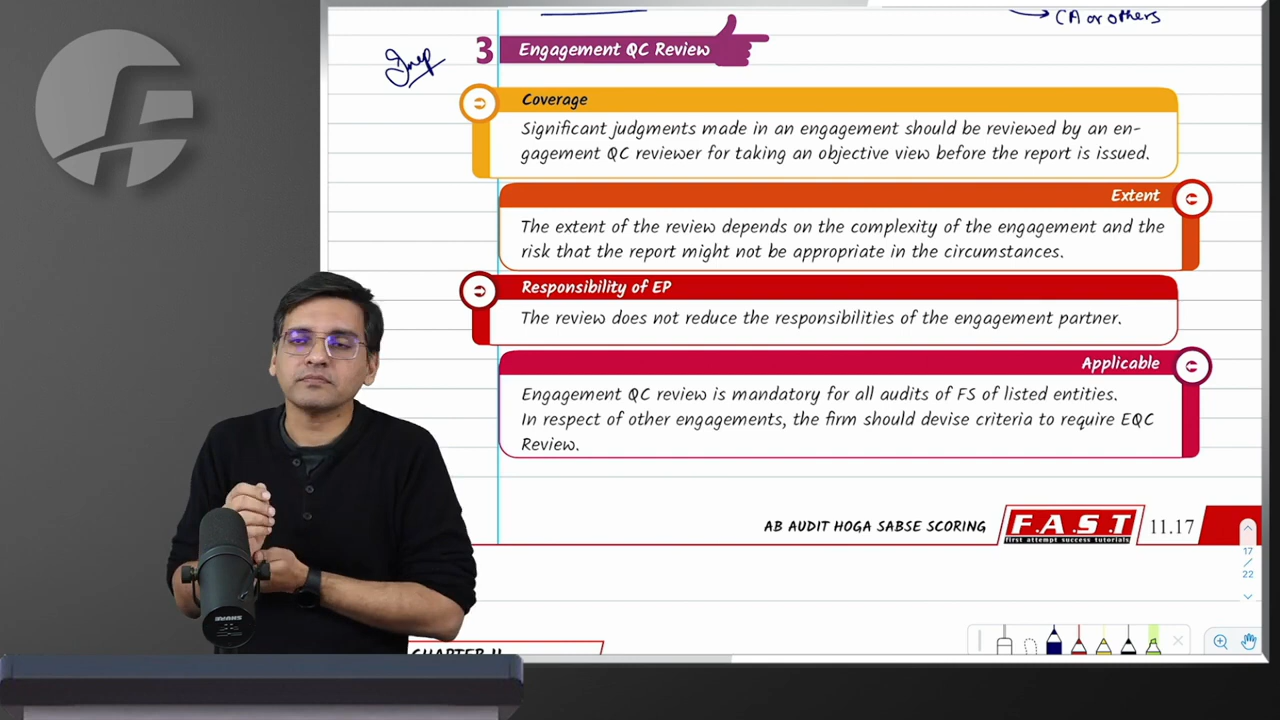 CA or others
Imp
3 Engagement QC Review
Coverage
Significant judgments made in an engagement should be reviewed by an en-
gagement QC reviewer for taking an objective view before the report is issued.
Extent
The extent of the review depends on the complexity of the engagement and the
risk that the report might not be appropriate in the circumstances.
Responsibility of EP
The review does not reduce the responsibilities of the engagement partner.
Applicable
Engagement QC review is mandatory for all audits of FS of listed entities.
In respect of other engagements, the firm should devise criteria to require EQC
Review.
AB AUDIT HOGA SABSE SCORING
F.A.S.T
first attempt success tutorials
11.17
17
/
22
SHURE
CHAPTER 11